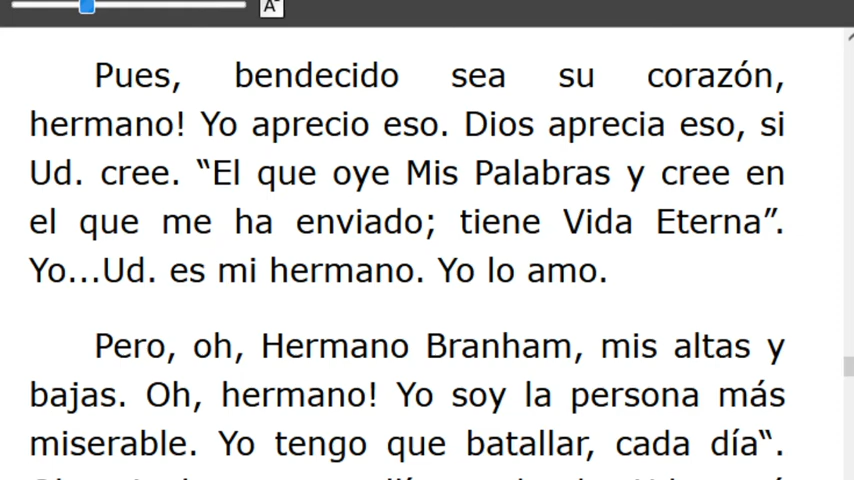 A
Pues, bendecido sea su corazón,
hermano! Yo aprecio eso. Dios aprecia eso, si
Ud. cree. “El que oye Mis Palabras y cree en
el que me ha enviado; tiene Vida Eterna”.
Yo...Ud. es mi hermano. Yo lo amo.
Pero, oh, Hermano Branham, mis altas y
bajas. Oh, hermano! Yo soy la persona más
miserable. Yo tengo que batallar, cada día“.